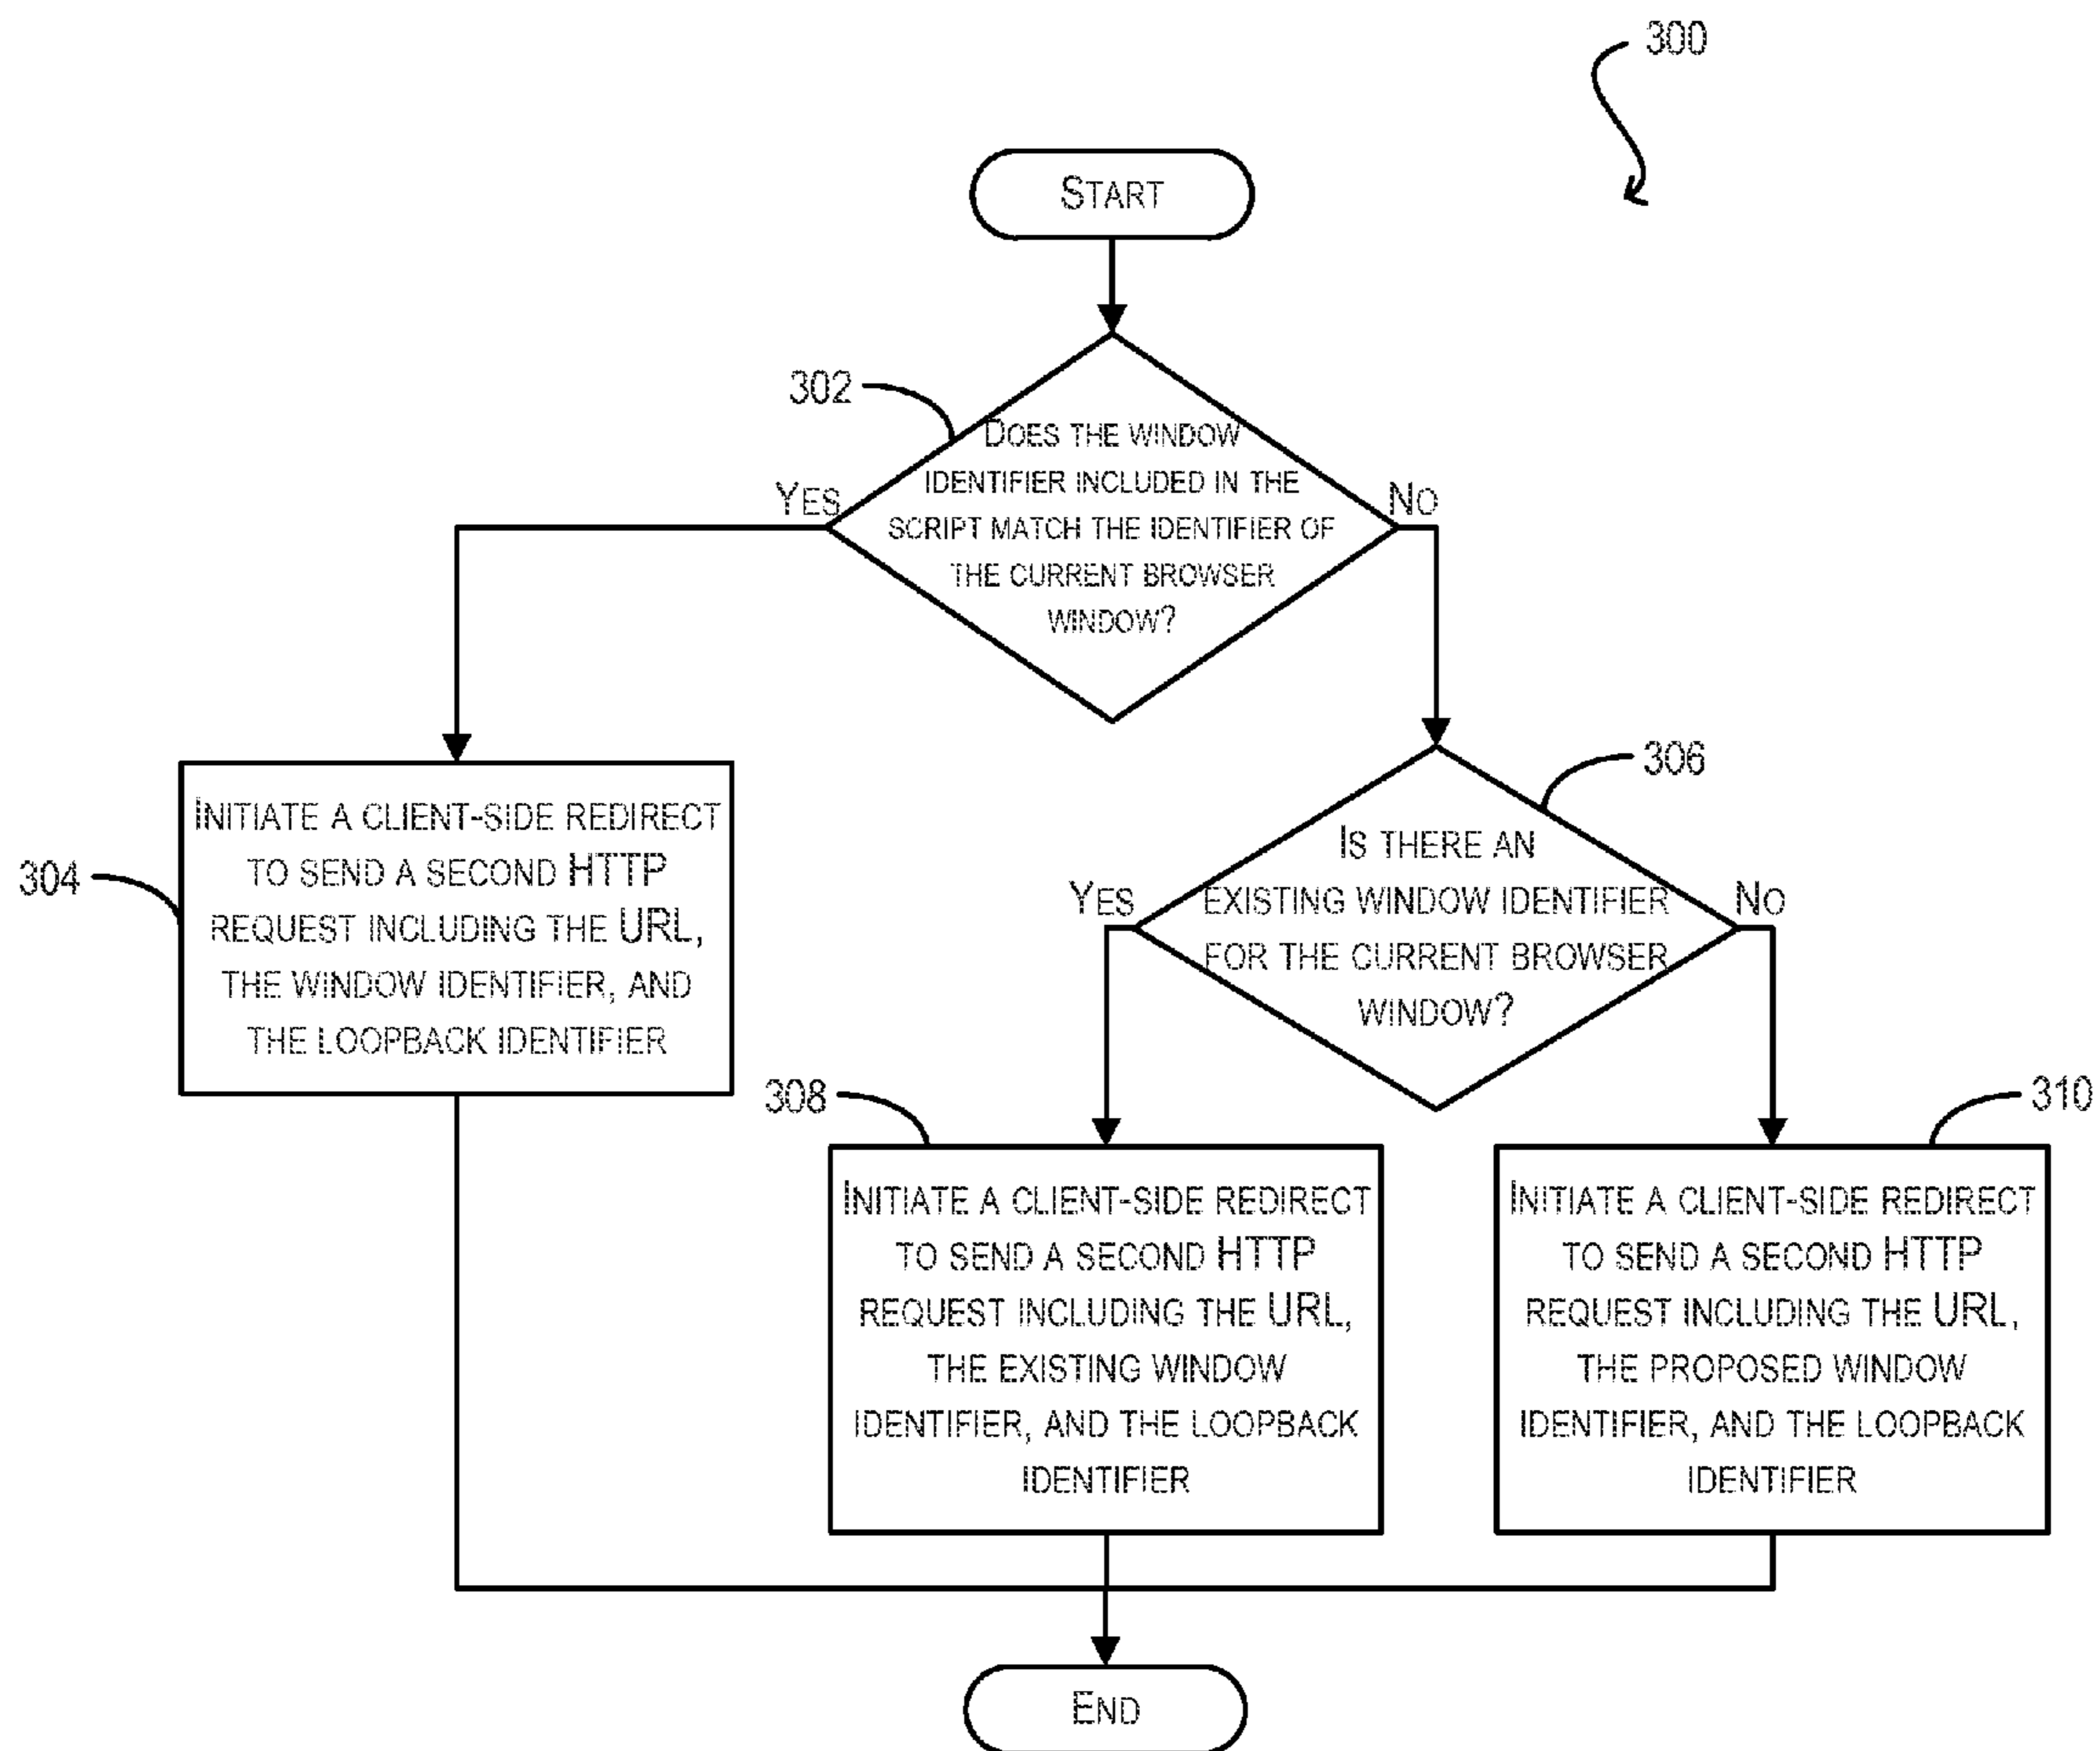 300
START
302
DOES THE WINDOW
IDENTIFIER INCLUDED IN THE
SCRIPT MATCH THE IDENTIFIER OF
THE CURRENT BROWSER
WINDOW?
YES
NO
304
INITIATE A CLIENT-SIDE REDIRECT
TO SEND A SECOND HTTP
REQUEST INCLUDING THE URL,
THE WINDOW IDENTIFIER, AND
THE LOOPBACK IDENTIFIER
306
IS THERE AN
EXISTING WINDOW IDENTIFIER
FOR THE CURRENT BROWSER
WINDOW?
YES
NO
308
INITIATE A CLIENT-SIDE REDIRECT
TO SEND A SECOND HTTP
REQUEST INCLUDING THE URL,
THE EXISTING WINDOW
IDENTIFIER, AND THE LOOPBACK
IDENTIFIER
310
INITIATE A CLIENT-SIDE REDIRECT
TO SEND A SECOND HTTP
REQUEST INCLUDING THE URL,
THE PROPOSED WINDOW
IDENTIFIER, AND THE LOOPBACK
IDENTIFIER
END